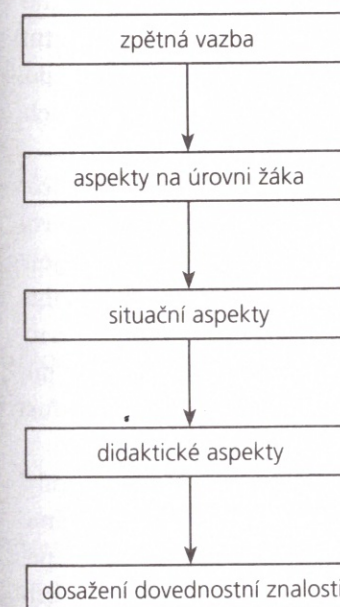 zpětná vazba
aspekty na úrovni žáka
situační aspekty
didaktické aspekty
dosažení dovednostní znalosti